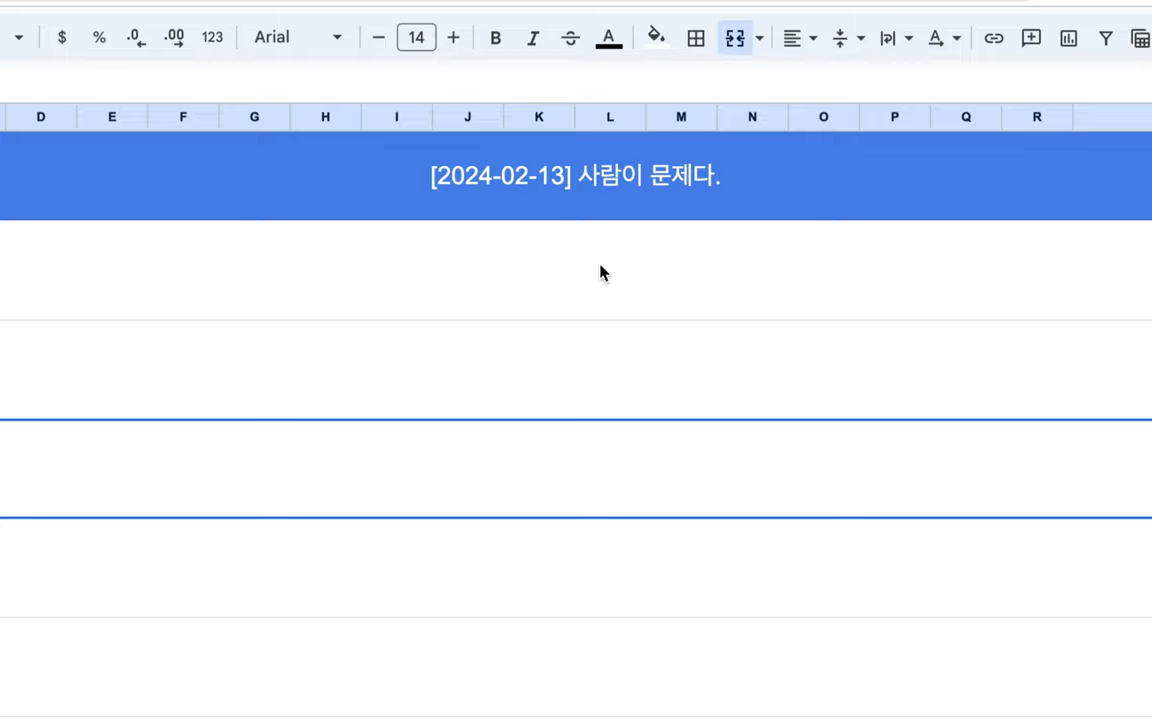 $ % .0 .00 123 Arial − 14 + B I S A A
D E F G H I J K L M N O P Q R
[2024-02-13] 사람이 문제다.